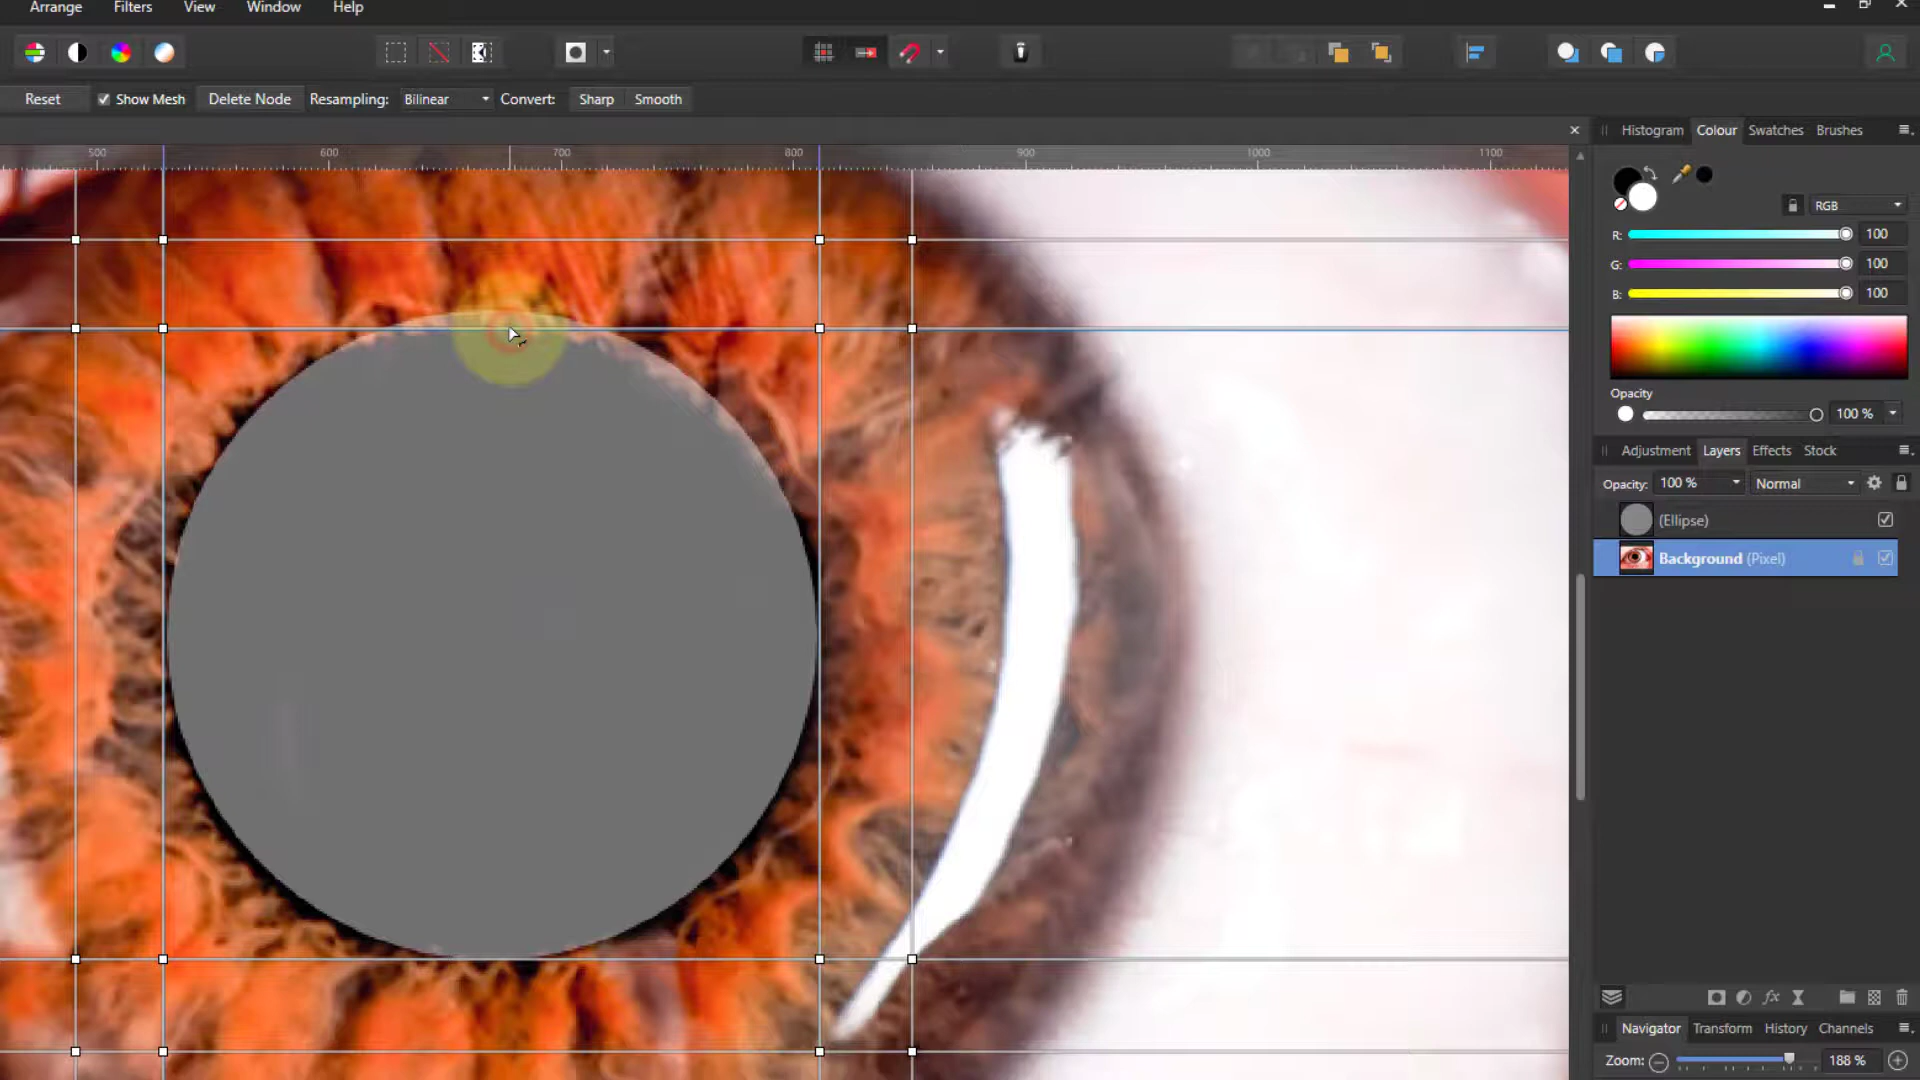 Arrange Filters View Window Help
Reset Show Mesh Delete Node Resampling: Bilinear Convert: Sharp Smooth
Histogram Colour Swatches Brushes
500 600 700 800 900 1000 1100
RGB
R: 100
G: 100
B: 100
Opacity
100 %
Adjustment Layers Effects Stock
Opacity: 100 % Normal
(Ellipse)
Background (Pixel)
fx
Navigator Transform History Channels
Zoom: 188 %